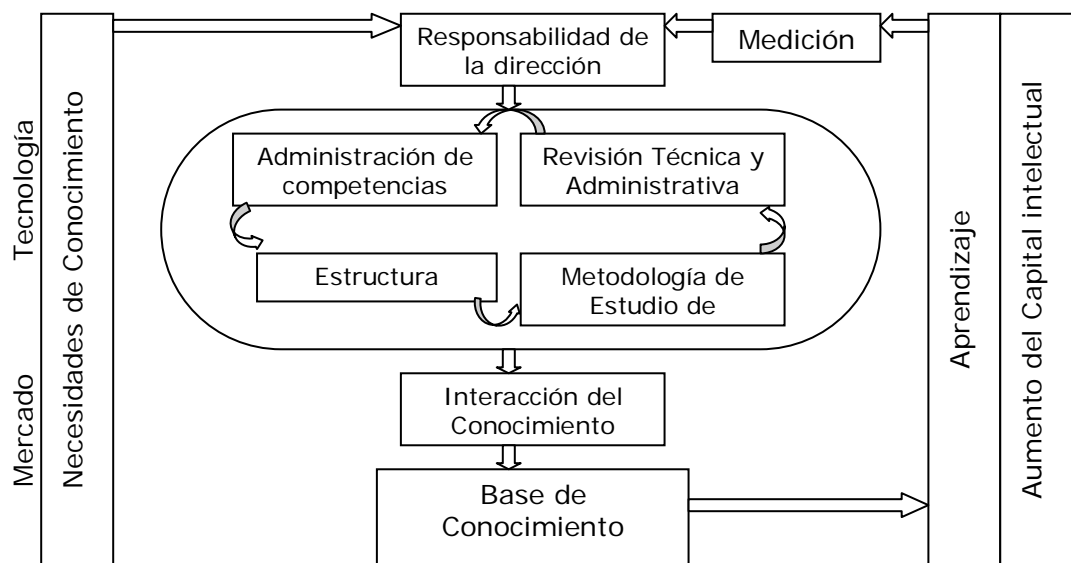 Tecnología
Mercado
Necesidades de Conocimiento
Responsabilidad de
la dirección
Medición
Administración de
competencias
Revisión Técnica y
Administrativa
Estructura
Metodología de
Estudio de
Interacción del
Conocimiento
Base de
Conocimiento
Aprendizaje
Aumento del Capital intelectual